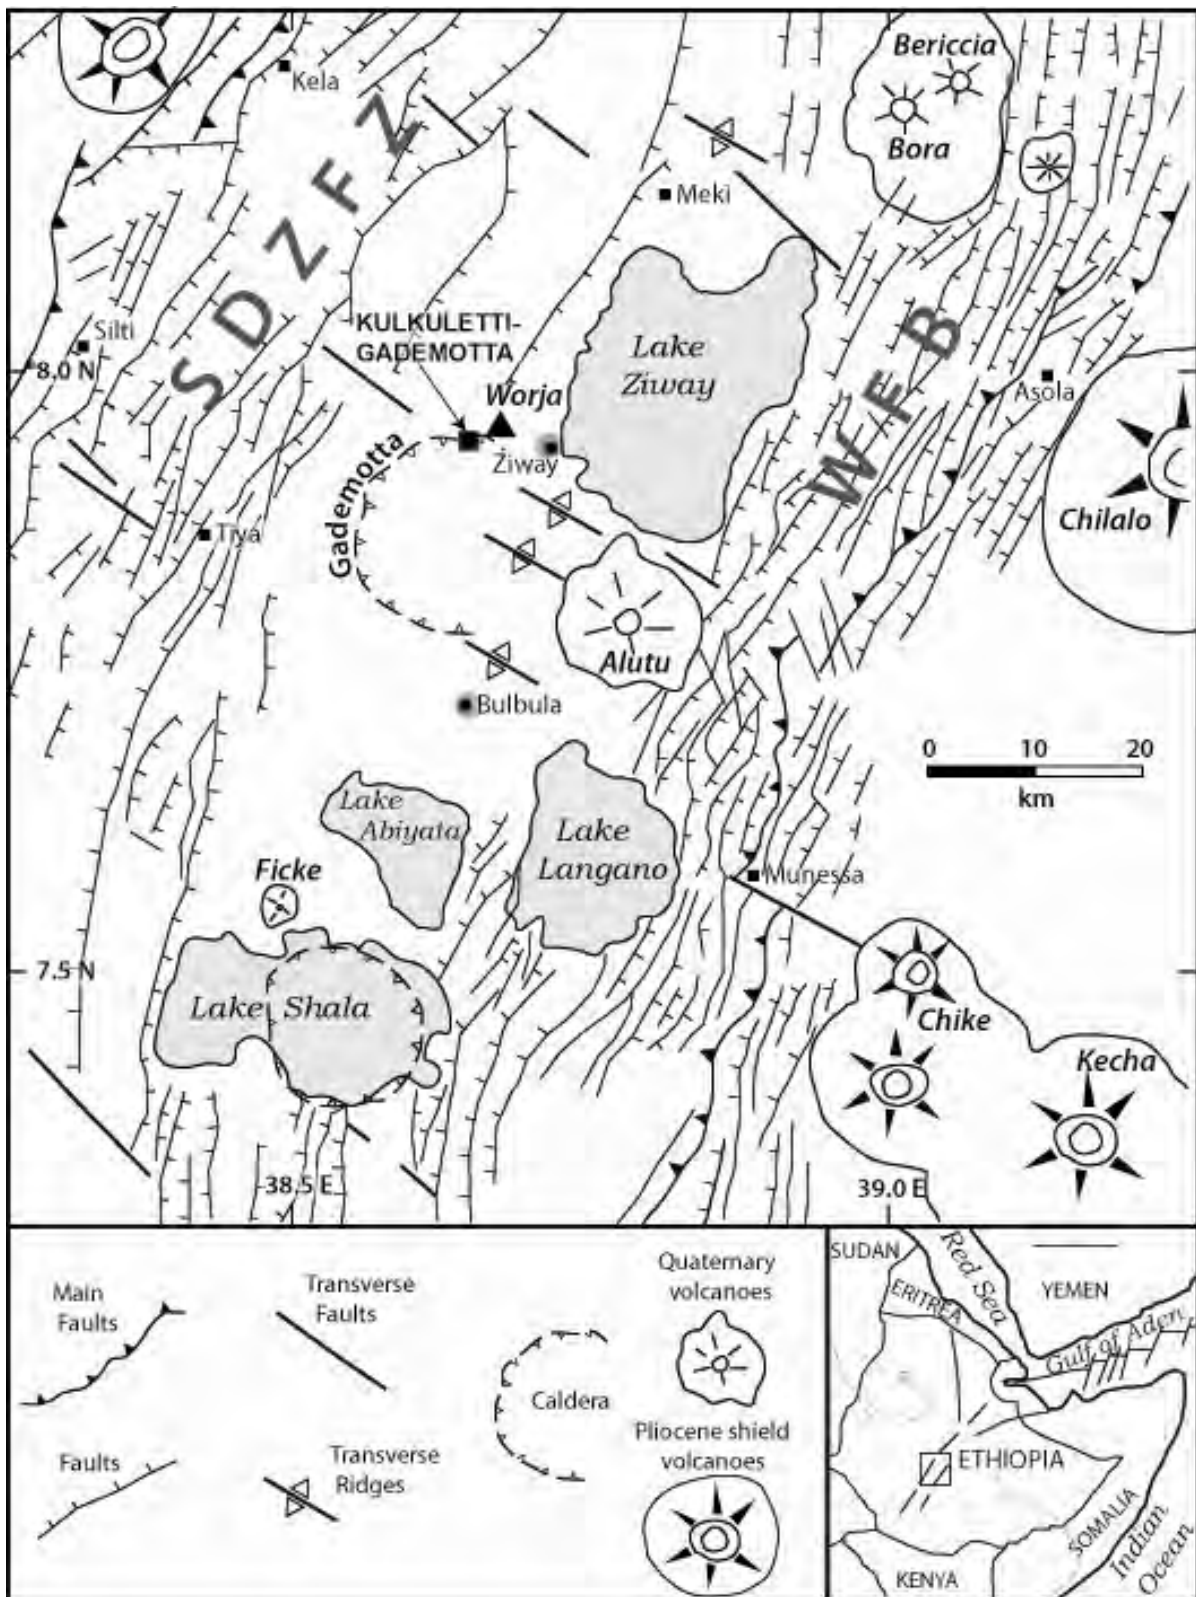 Kela
Bericcia
Bora
S D Z F Z
Meki
Silti
KULKULETTI-
GADEMOTTA
8.0 N
Lake
Ziway
W F B
Worja
Asola
Ziway
Gademotta
Chilalo
Tiya
Alutu
Bulbula
0 10 20
km
Lake
Abiyata
Lake
Langano
Ficke
Munessa
7.5 N
Lake Shala
Chike
Kecha
38.5 E
39.0 E
Main
Faults
Transverse
Faults
Quaternary
volcanoes
Caldera
Pliocene shield
volcanoes
Faults
Transverse
Ridges
SUDAN
Red Sea
YEMEN
ERITREA
Gulf of Aden
ETHIOPIA
SOMALIA
Indian
Ocean
KENYA